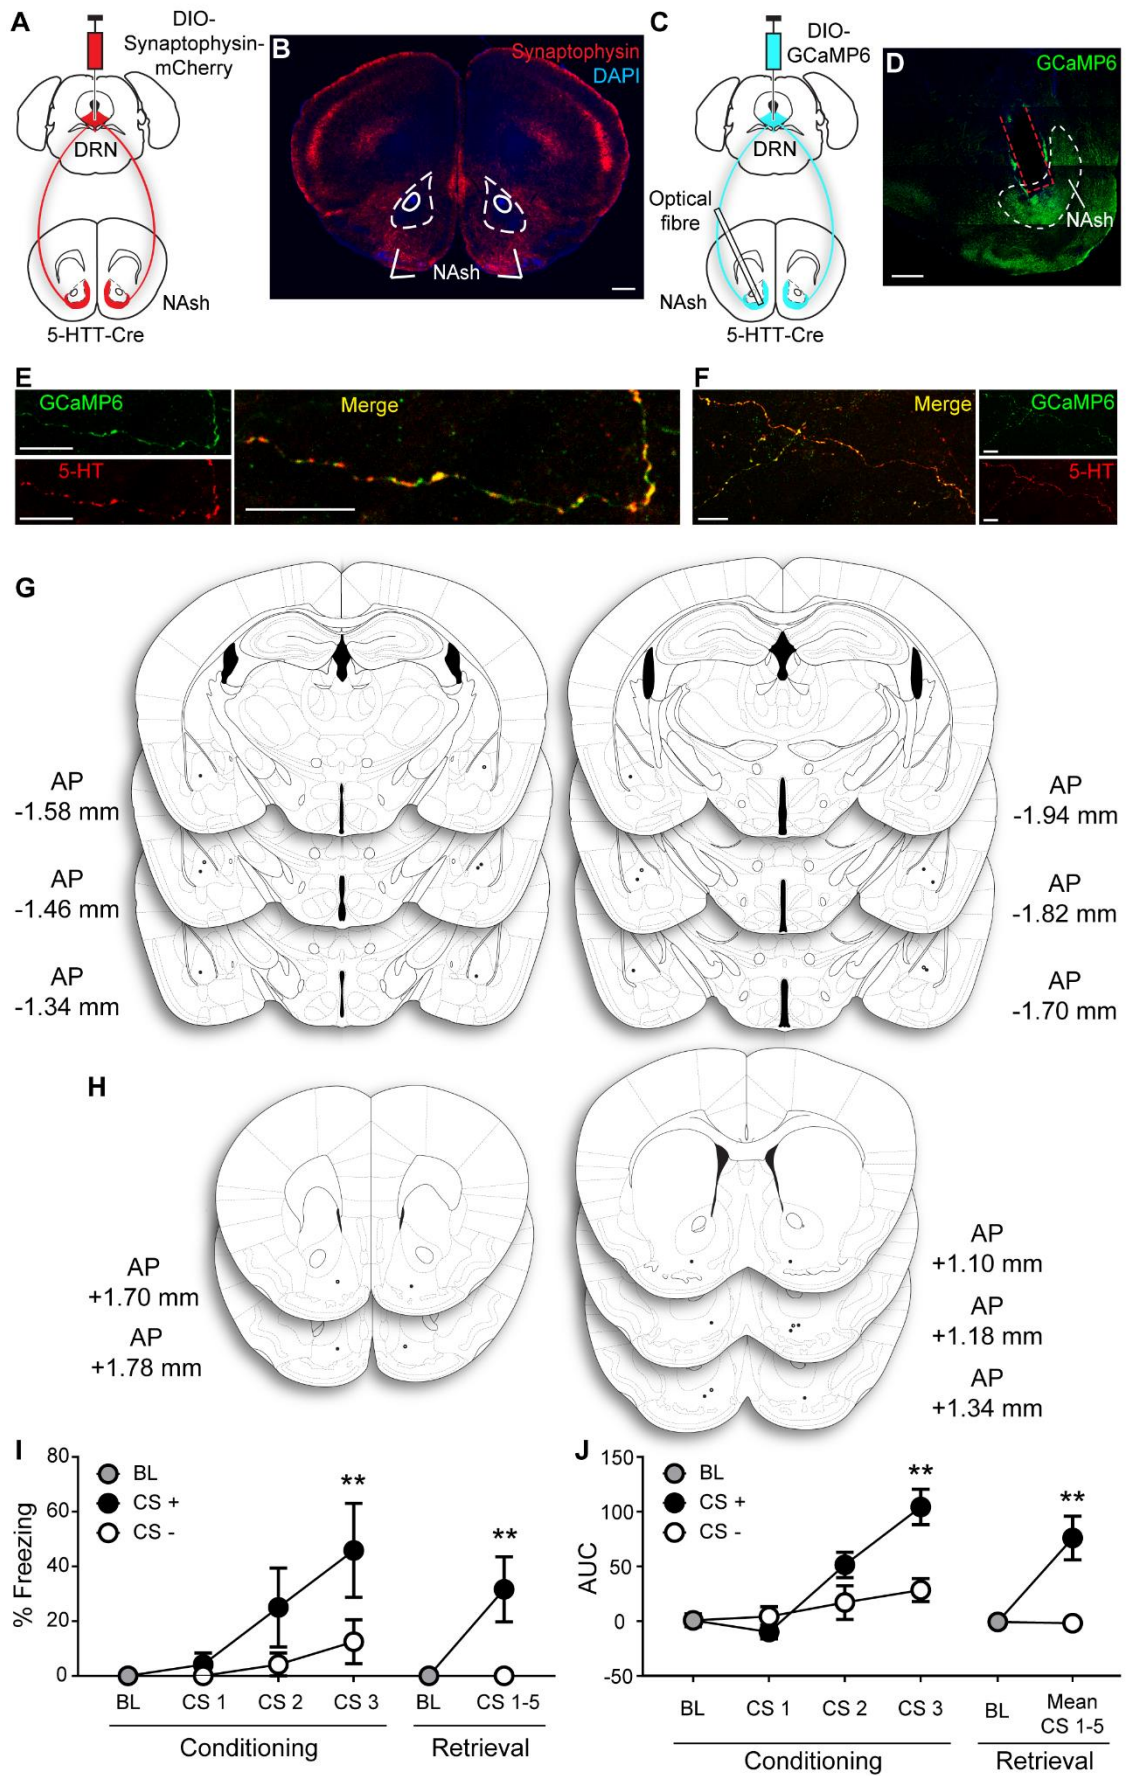 A
DIO-
Synaptophysin-
mCherry
DRN
NAsh
5-HTT-Cre
B
Synaptophysin
DAPI
NAsh
C
DIO-
GCaMP6
DRN
Optical
fibre
NAsh
5-HTT-Cre
D
GCaMP6
NAsh
E
GCaMP6
5-HT
Merge
F
Merge
GCaMP6
5-HT
G
AP
-1.58 mm
AP
-1.46 mm
AP
-1.34 mm
AP
-1.94 mm
AP
-1.82 mm
AP
-1.70 mm
H
AP
+1.70 mm
AP
+1.78 mm
AP
+1.10 mm
AP
+1.18 mm
AP
+1.34 mm
I
% Freezing
80
60
40
20
0
BL
CS +
CS -
**
**
BL CS 1 CS 2 CS 3 BL CS 1-5
Conditioning Retrieval
J
AUC
150
100
50
0
-50
BL
CS +
CS -
**
**
BL CS 1 CS 2 CS 3 BL Mean
CS 1-5
Conditioning Retrieval